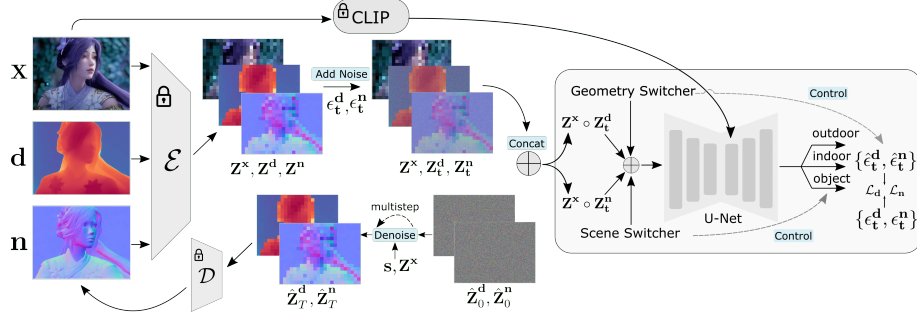 CLIP
x
d
n
ℰ
Z^x, Z^d, Z^n
Add Noise
ϵ_t^d, ϵ_t^n
Z^x, Z_t^d, Z_t^n
Concat
Geometry Switcher
Control
Z^x ∘ Z_t^d
Z^x ∘ Z_t^n
Scene Switcher
Control
U-Net
outdoor
indoor
object
{ϵ̂_t^d, ϵ̂_t^n}
ℒ_d ℒ_n
{ϵ_t^d, ϵ_t^n}
𝒟
Ẑ_T^d, Ẑ_T^n
multistep
Denoise
s, Z^x
Ẑ_0^d, Ẑ_0^n